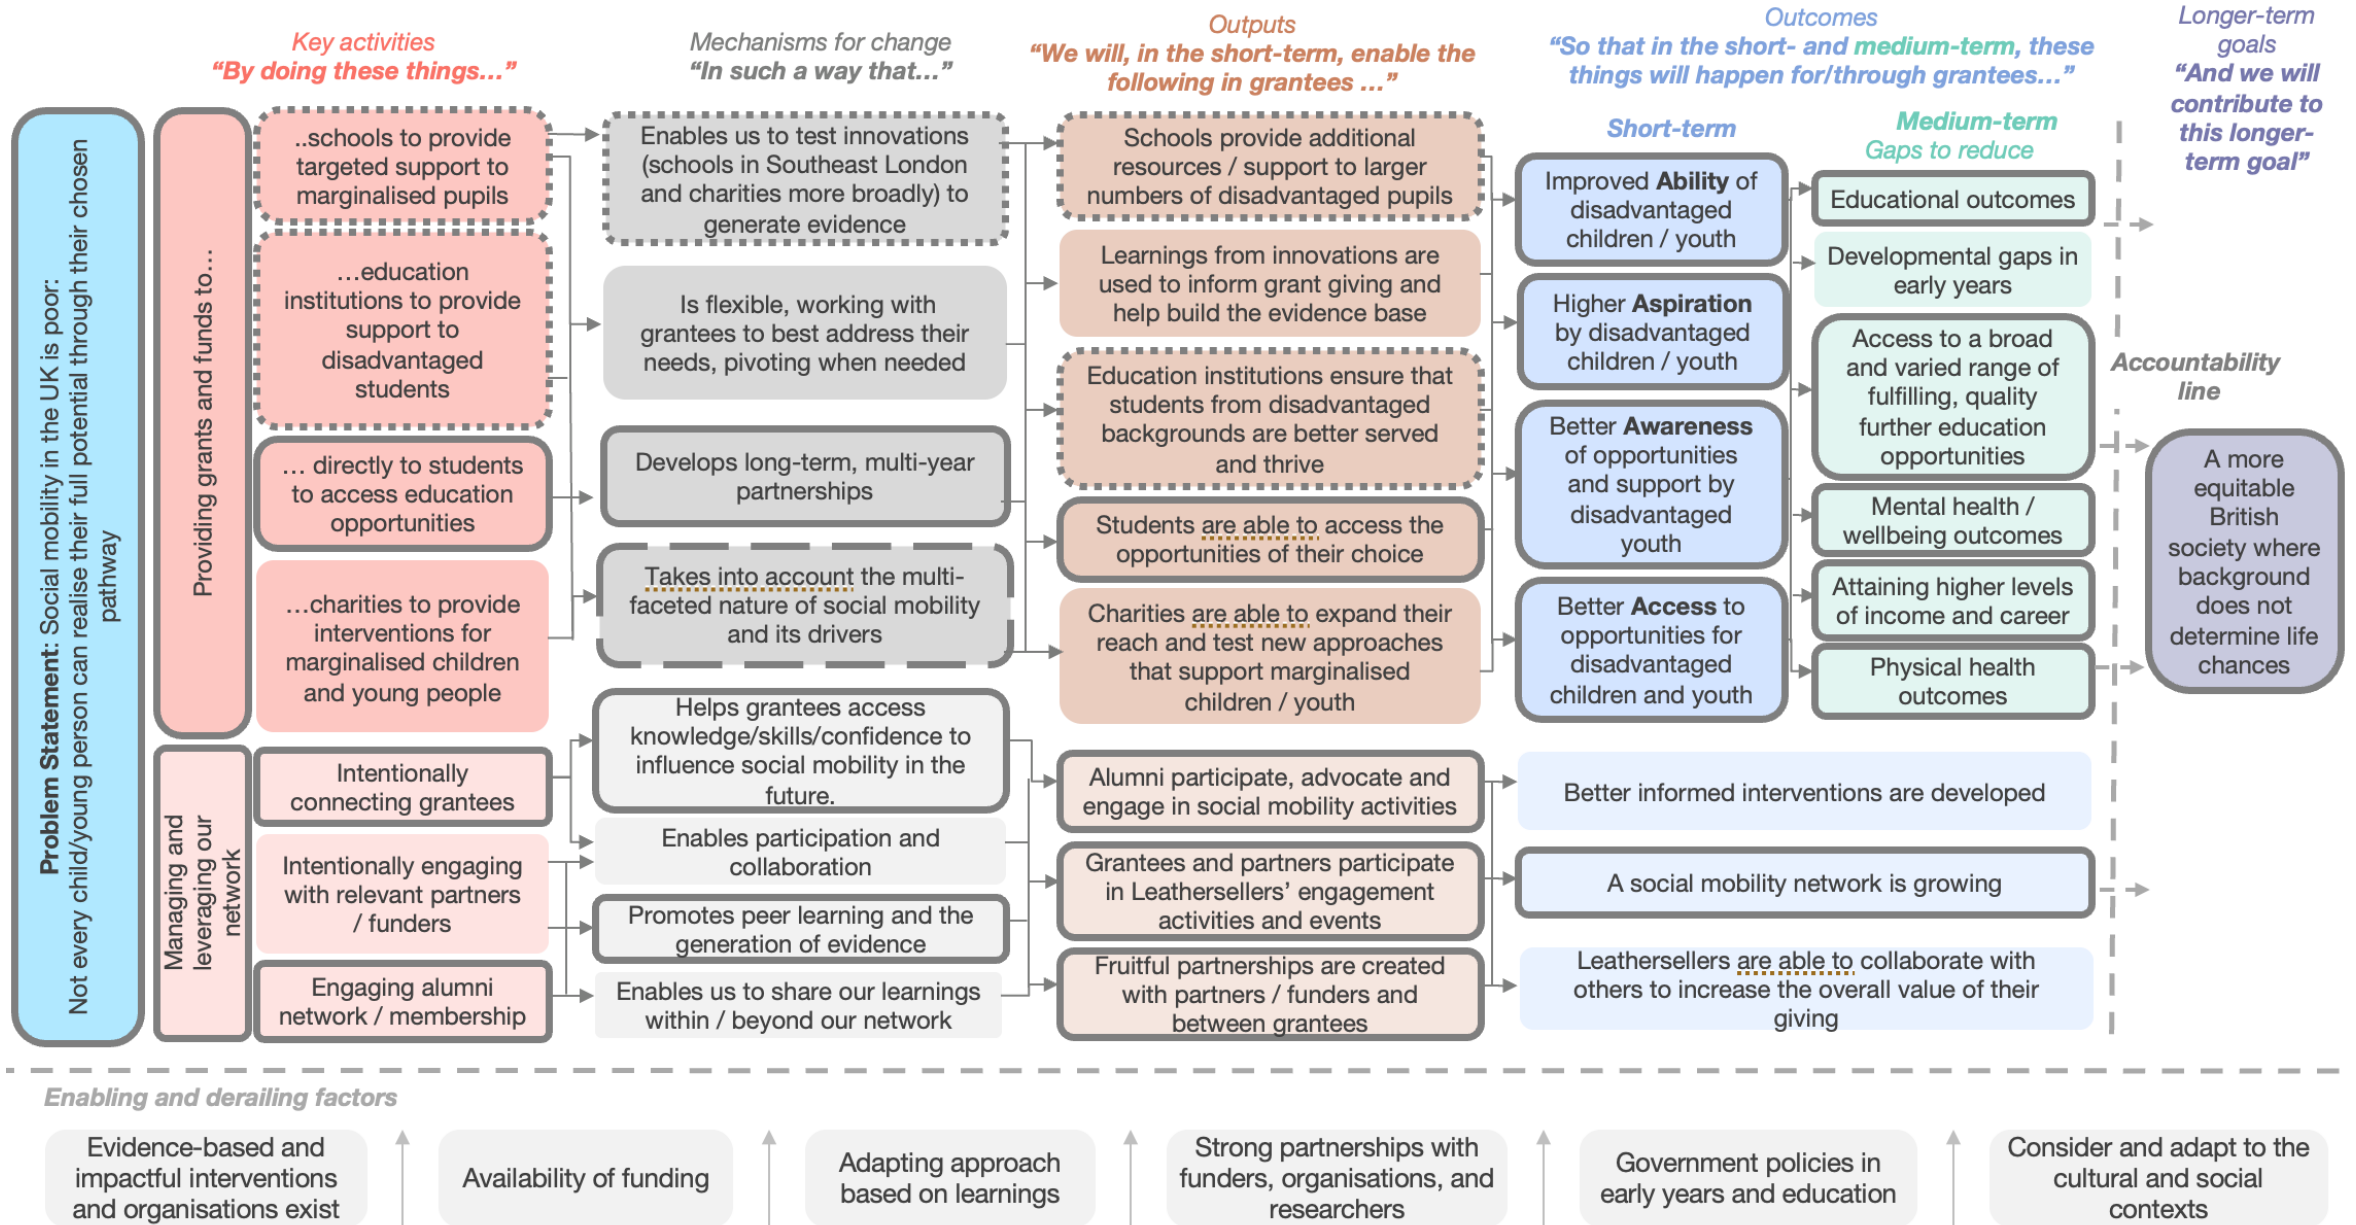 Key activities
“By doing these things…”
Mechanisms for change
“In such a way that…”
Outputs
“We will, in the short-term, enable the
following in grantees …”
Outcomes
“So that in the short- and medium-term, these
things will happen for/through grantees…”
Short-term
Medium-term
Gaps to reduce
Longer-term
goals
“And we will
contribute to
this longer-
term goal”
Problem Statement: Social mobility in the UK is poor:
Not every child/young person can realise their full potential through their chosen
pathway
Providing grants and funds to…
..schools to provide
targeted support to
marginalised pupils
…education
institutions to provide
support to
disadvantaged
students
… directly to students
to access education
opportunities
…charities to provide
interventions for
marginalised children
and young people
Managing and
leveraging our
network
Intentionally
connecting grantees
Intentionally engaging
with relevant partners
/ funders
Engaging alumni
network / membership
Enables us to test innovations
(schools in Southeast London
and charities more broadly) to
generate evidence
Is flexible, working with
grantees to best address their
needs, pivoting when needed
Develops long-term, multi-year
partnerships
Takes into account the multi-
faceted nature of social mobility
and its drivers
Helps grantees access
knowledge/skills/confidence to
influence social mobility in the
future.
Enables participation and
collaboration
Promotes peer learning and the
generation of evidence
Enables us to share our learnings
within / beyond our network
Schools provide additional
resources / support to larger
numbers of disadvantaged pupils
Learnings from innovations are
used to inform grant giving and
help build the evidence base
Education institutions ensure that
students from disadvantaged
backgrounds are better served
and thrive
Students are able to access the
opportunities of their choice
Charities are able to expand their
reach and test new approaches
that support marginalised
children / youth
Alumni participate, advocate and
engage in social mobility activities
Grantees and partners participate
in Leathersellers’ engagement
activities and events
Fruitful partnerships are created
with partners / funders and
between grantees
Improved Ability of
disadvantaged
children / youth
Higher Aspiration
by disadvantaged
children / youth
Better Awareness
of opportunities
and support by
disadvantaged
youth
Better Access to
opportunities for
disadvantaged
children and youth
Educational outcomes
Developmental gaps in
early years
Access to a broad
and varied range of
fulfilling, quality
further education
opportunities
Mental health /
wellbeing outcomes
Attaining higher levels
of income and career
Physical health
outcomes
Better informed interventions are developed
A social mobility network is growing
Leathersellers are able to collaborate with
others to increase the overall value of their
giving
Accountability
line
A more
equitable
British
society where
background
does not
determine life
chances
Enabling and derailing factors
Evidence-based and
impactful interventions
and organisations exist
Availability of funding
Adapting approach
based on learnings
Strong partnerships with
funders, organisations, and
researchers
Government policies in
early years and education
Consider and adapt to the
cultural and social
contexts